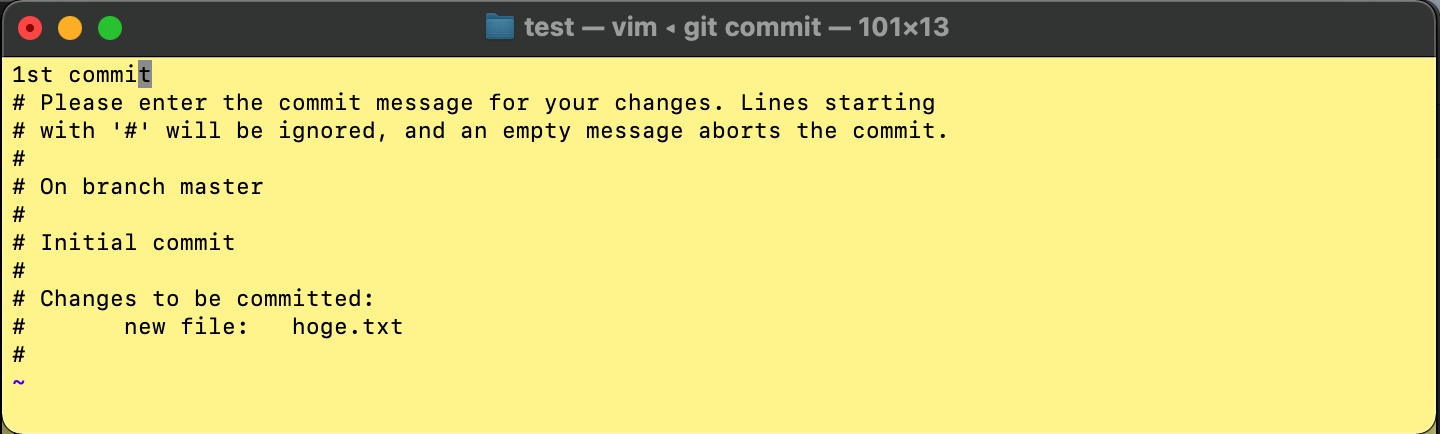 test — vim ◂ git commit — 101×13
1st commit
# Please enter the commit message for your changes. Lines starting
# with '#' will be ignored, and an empty message aborts the commit.
#
# On branch master
#
# Initial commit
#
# Changes to be committed:
#       new file:   hoge.txt
#
~